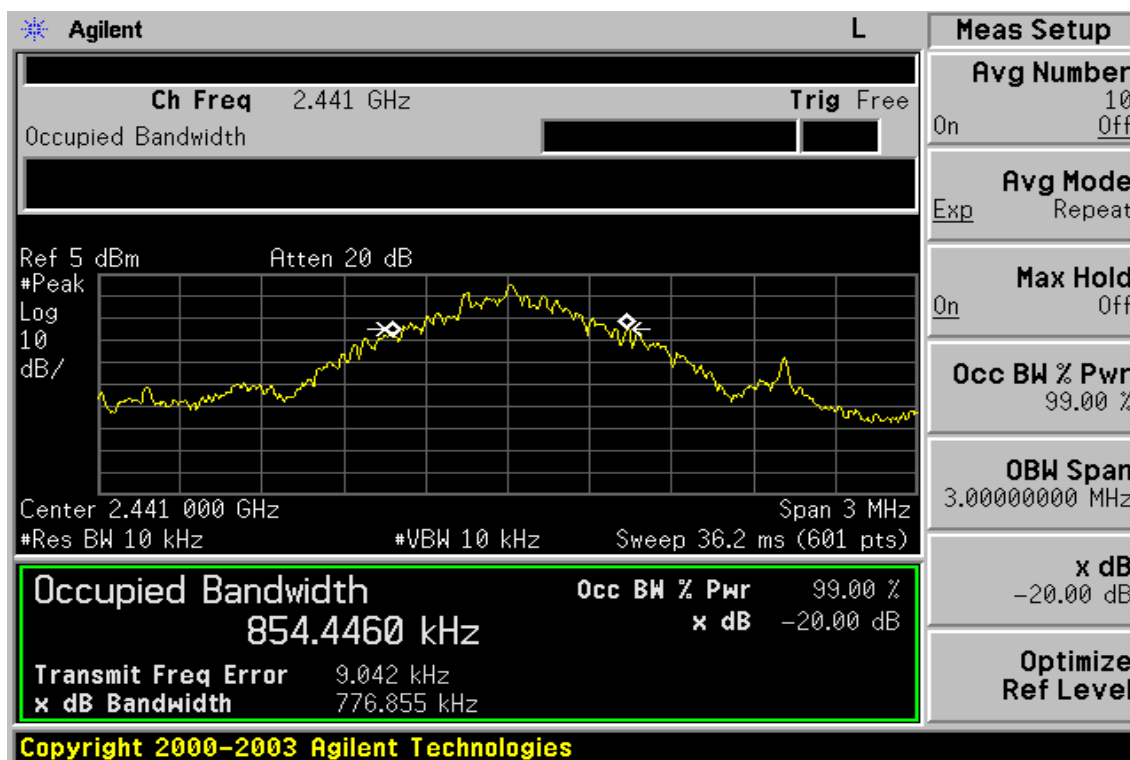 Agilent L Meas Setup
Ch Freq 2.441 GHz Trig Free
Occupied Bandwidth
Avg Number
10
On Off
Avg Mode
Exp Repeat
Max Hold
On Off
Occ BW % Pwr
99.00 %
OBW Span
3.00000000 MHz
x dB
-20.00 dB
Optimize
Ref Level
Ref 5 dBm Atten 20 dB
#Peak
Log
10
dB/
Center 2.441 000 GHz Span 3 MHz
#Res BW 10 kHz #VBW 10 kHz Sweep 36.2 ms (601 pts)
Occupied Bandwidth Occ BW % Pwr 99.00 %
854.4460 kHz x dB -20.00 dB
Transmit Freq Error 9.042 kHz
x dB Bandwidth 776.855 kHz
Copyright 2000-2003 Agilent Technologies